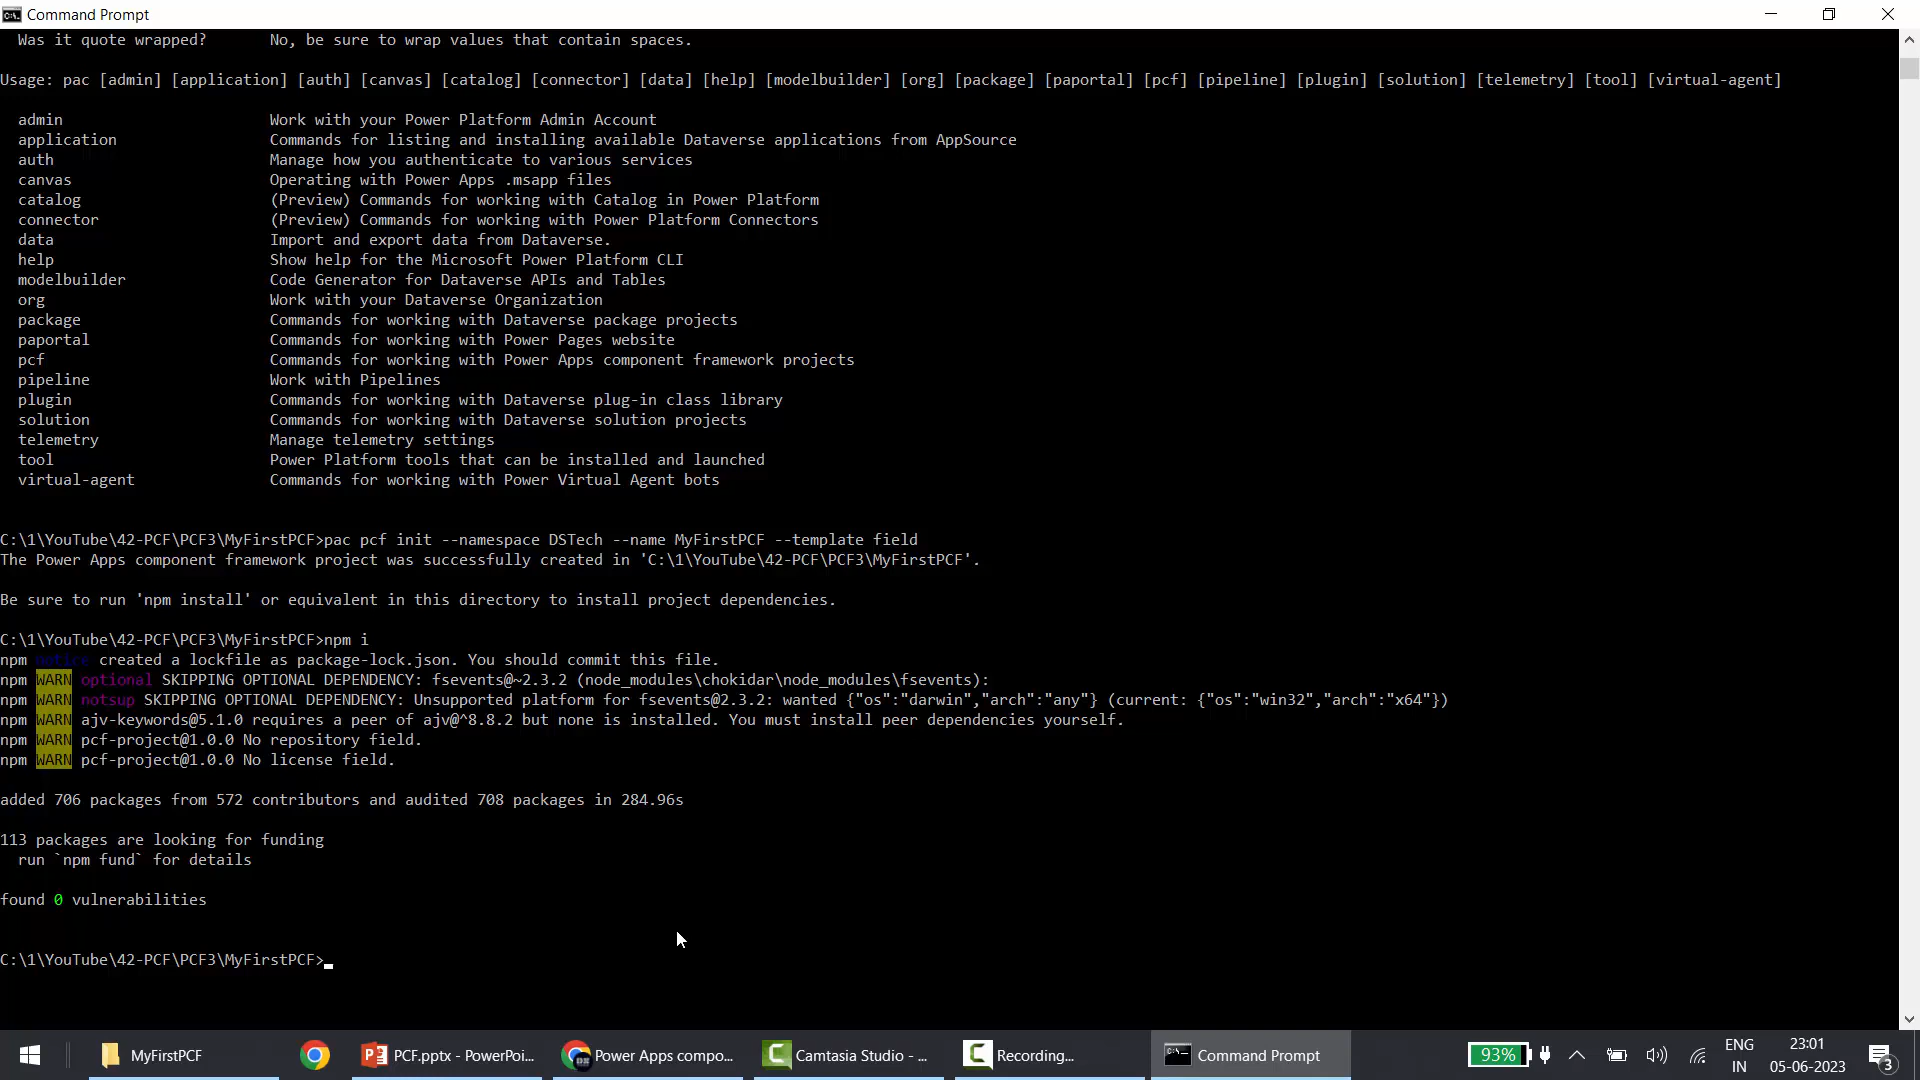 Command Prompt
Was it quote wrapped? No, be sure to wrap values that contain spaces.
Usage: pac [admin] [application] [auth] [canvas] [catalog] [connector] [data] [help] [modelbuilder] [org] [package] [paportal] [pcf] [pipeline] [plugin] [solution] [telemetry] [tool] [virtual-agent]
admin Work with your Power Platform Admin Account
application Commands for listing and installing available Dataverse applications from AppSource
auth Manage how you authenticate to various services
canvas Operating with Power Apps .msapp files
catalog (Preview) Commands for working with Catalog in Power Platform
connector (Preview) Commands for working with Power Platform Connectors
data Import and export data from Dataverse.
help Show help for the Microsoft Power Platform CLI
modelbuilder Code Generator for Dataverse APIs and Tables
org Work with your Dataverse Organization
package Commands for working with Dataverse package projects
paportal Commands for working with Power Pages website
pcf Commands for working with Power Apps component framework projects
pipeline Work with Pipelines
plugin Commands for working with Dataverse plug-in class library
solution Commands for working with Dataverse solution projects
telemetry Manage telemetry settings
tool Power Platform tools that can be installed and launched
virtual-agent Commands for working with Power Virtual Agent bots
C:\1\YouTube\42-PCF\PCF3\MyFirstPCF>pac pcf init --namespace DSTech --name MyFirstPCF --template field
The Power Apps component framework project was successfully created in 'C:\1\YouTube\42-PCF\PCF3\MyFirstPCF'.
Be sure to run 'npm install' or equivalent in this directory to install project dependencies.
C:\1\YouTube\42-PCF\PCF3\MyFirstPCF>npm i
npm notice created a lockfile as package-lock.json. You should commit this file.
npm WARN optional SKIPPING OPTIONAL DEPENDENCY: fsevents@~2.3.2 (node_modules\chokidar\node_modules\fsevents):
npm WARN notsup SKIPPING OPTIONAL DEPENDENCY: Unsupported platform for fsevents@2.3.2: wanted {"os":"darwin","arch":"any"} (current: {"os":"win32","arch":"x64"})
npm WARN ajv-keywords@5.1.0 requires a peer of ajv@^8.8.2 but none is installed. You must install peer dependencies yourself.
npm WARN pcf-project@1.0.0 No repository field.
npm WARN pcf-project@1.0.0 No license field.
added 706 packages from 572 contributors and audited 708 packages in 284.96s
113 packages are looking for funding
run `npm fund` for details
found 0 vulnerabilities
C:\1\YouTube\42-PCF\PCF3\MyFirstPCF>
MyFirstPCF
PCF.pptx - PowerPoi...
Power Apps compo...
Camtasia Studio - ...
Recording...
Command Prompt
93%
ENG
IN
23:01
05-06-2023
3